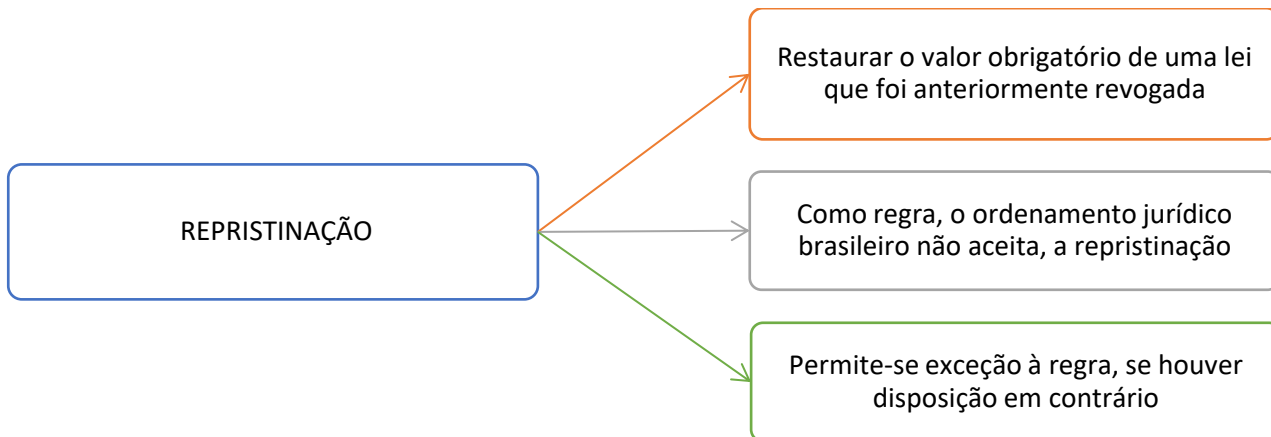 REPRISTINAÇÃO
Restaurar o valor obrigatório de uma lei
que foi anteriormente revogada
Como regra, o ordenamento jurídico
brasileiro não aceita, a repristinação
Permite-se exceção à regra, se houver
disposição em contrário